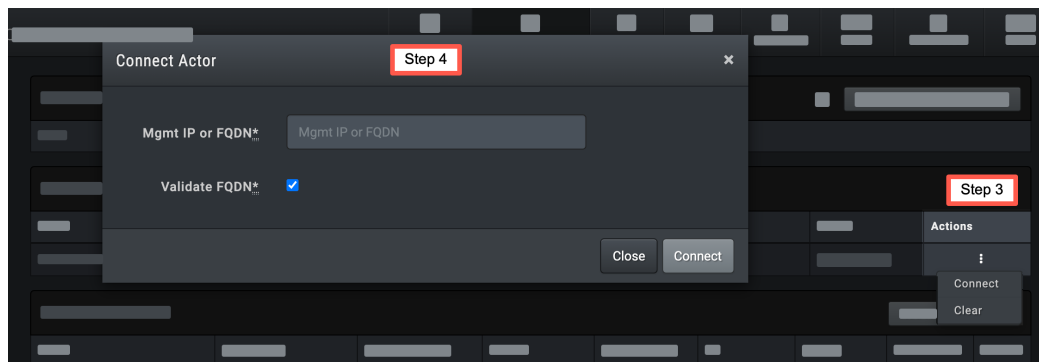 Connect Actor
Step 4
×
Mgmt IP or FQDN*
Mgmt IP or FQDN
Validate FQDN*
Close
Connect
Step 3
Actions
Connect
Clear